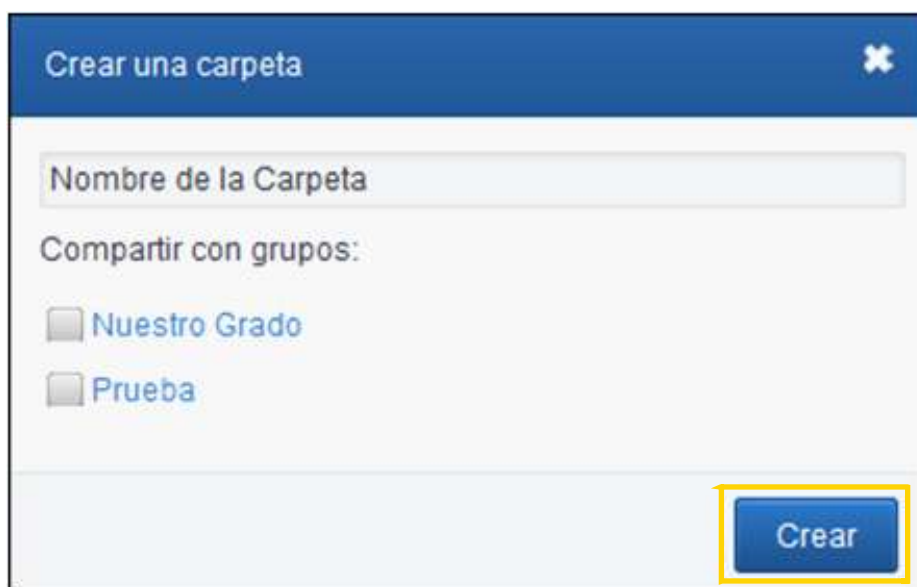 Crear una carpeta
Nombre de la Carpeta
Compartir con grupos:
Nuestro Grado
Prueba
Crear